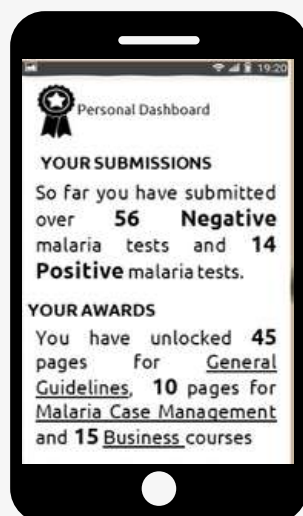 19:20
Personal Dashboard
YOUR SUBMISSIONS
So far you have submitted
over 56 Negative
malaria tests and 14
Positive malaria tests.
YOUR AWARDS
You have unlocked 45
pages for General
Guidelines, 10 pages for
Malaria Case Management
and 15 Business courses